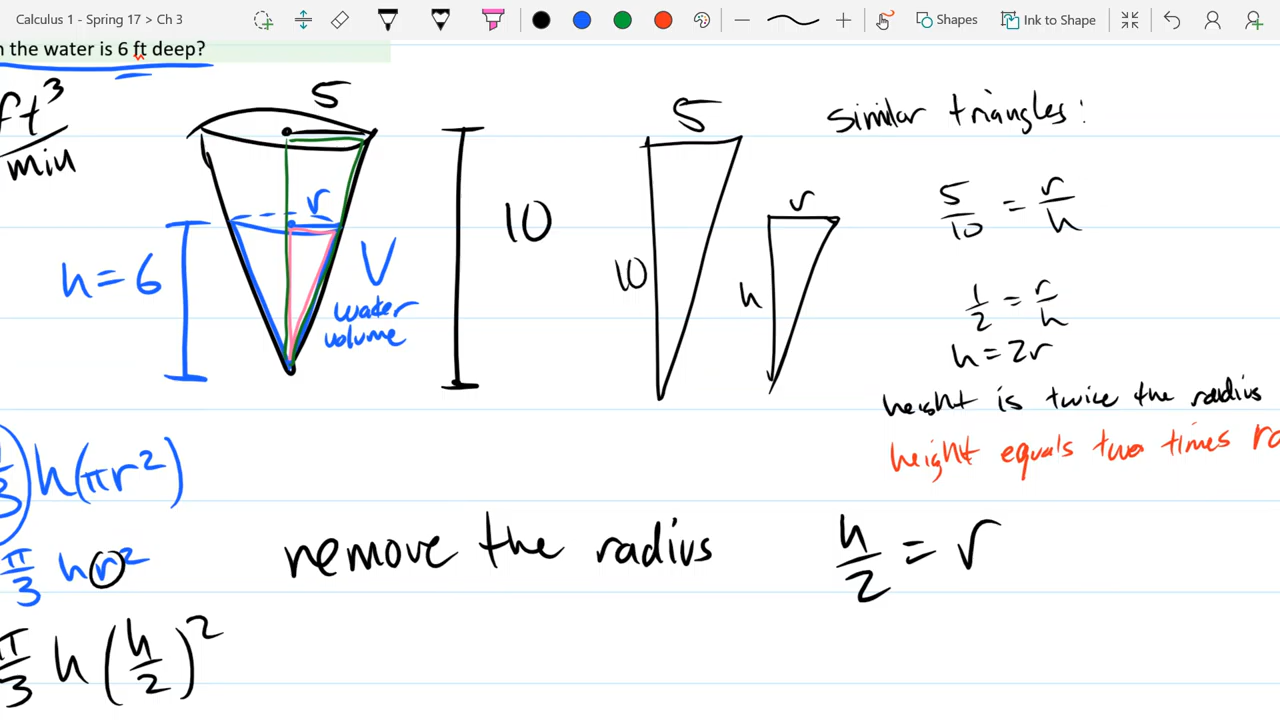 Calculus 1 - Spring 17 > Ch 3
Shapes
Ink to Shape
n the water is 6 ft deep?
ft³
min
5
r
h = 6
V
water
volume
10
5
10
r
h
similar triangles:
5/10 = r/h
1/2 = r/h
h = 2r
height is twice the radius
height equals two times ra
1/3 h(πr²)
π/3 hr²
remove the radius
h/2 = r
π/3 h (h/2)²